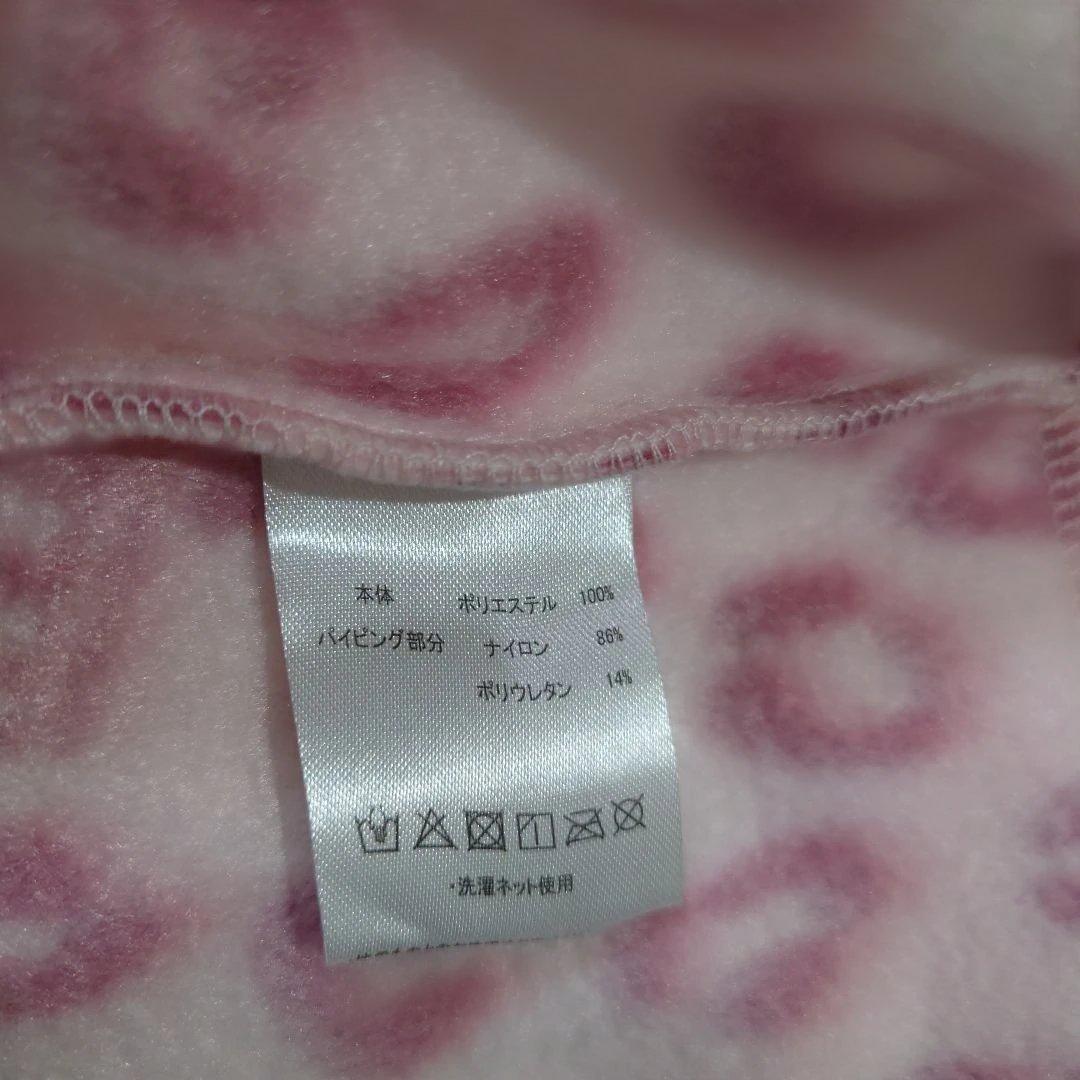 本体 ポリエステル 100%
パイピング部分 ナイロン 86%
ポリウレタン 14%
・洗濯ネット使用